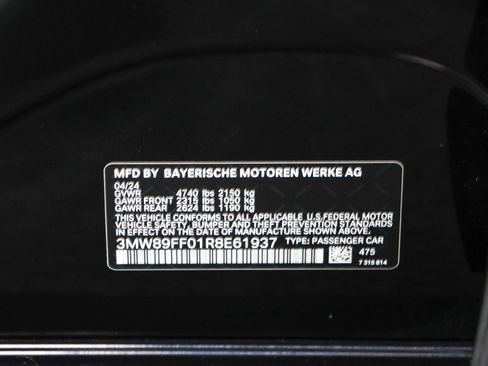 MFD BY BAYERISCHE MOTOREN WERKE AG
04/24
GVWR 4740 lbs 2150 kg
GAWR FRONT 2315 lbs 1050 kg
GAWR REAR 2624 lbs 1190 kg
THIS VEHICLE CONFORMS TO ALL APPLICABLE U.S.FEDERAL MOTOR
VEHICLE SAFETY, BUMPER AND THEFT PREVENTION STANDARDS
IN EFFECT ON THE DATE OF MANUFACTURE SHOWN ABOVE.
3MW89FF01R8E61937 TYPE: PASSENGER CAR
475
7 315 814